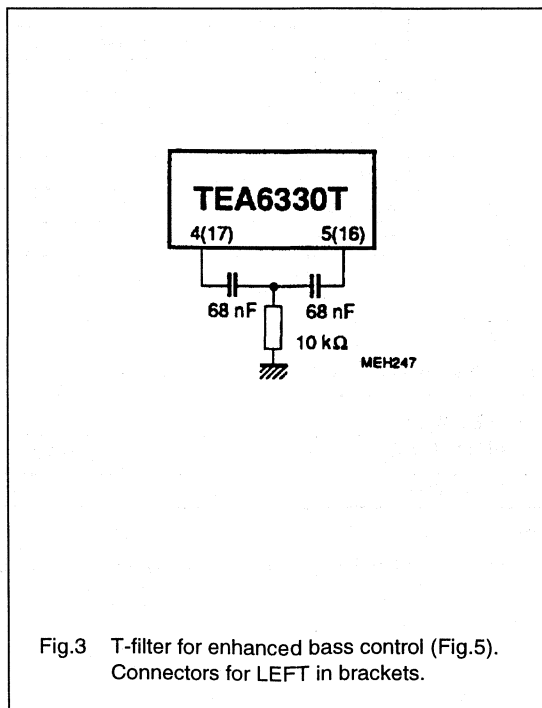 TEA6330T
4(17) 5(16)
68 nF 68 nF
10 kΩ
MEH247
Fig.3 T-filter for enhanced bass control (Fig.5).
Connectors for LEFT in brackets.